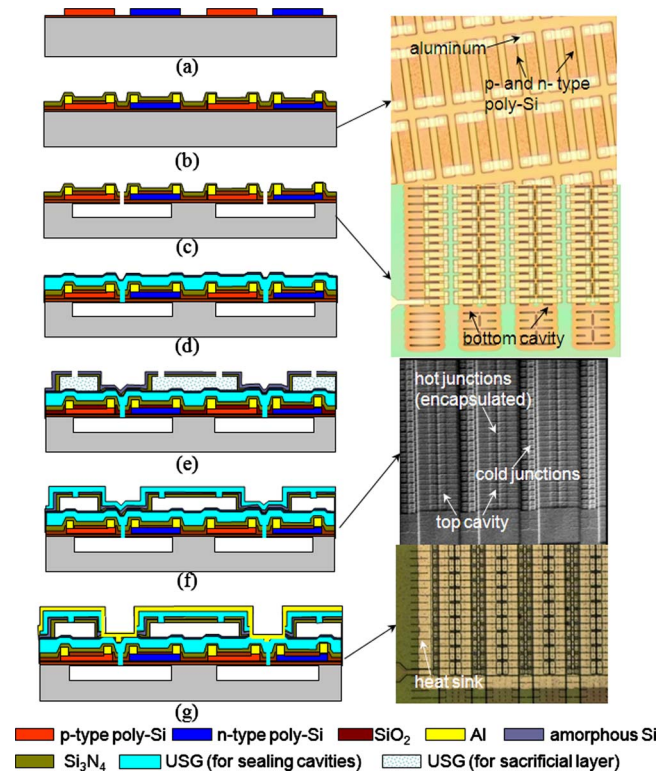 (a)
aluminum
p- and n- type
poly-Si
(b)
(c)
(d)
bottom cavity
(e)
hot junctions
(encapsulated)
cold junctions
top cavity
(f)
heat sink
(g)
p-type poly-Si n-type poly-Si SiO2 Al amorphous Si
Si3N4 USG (for sealing cavities) USG (for sacrificial layer)